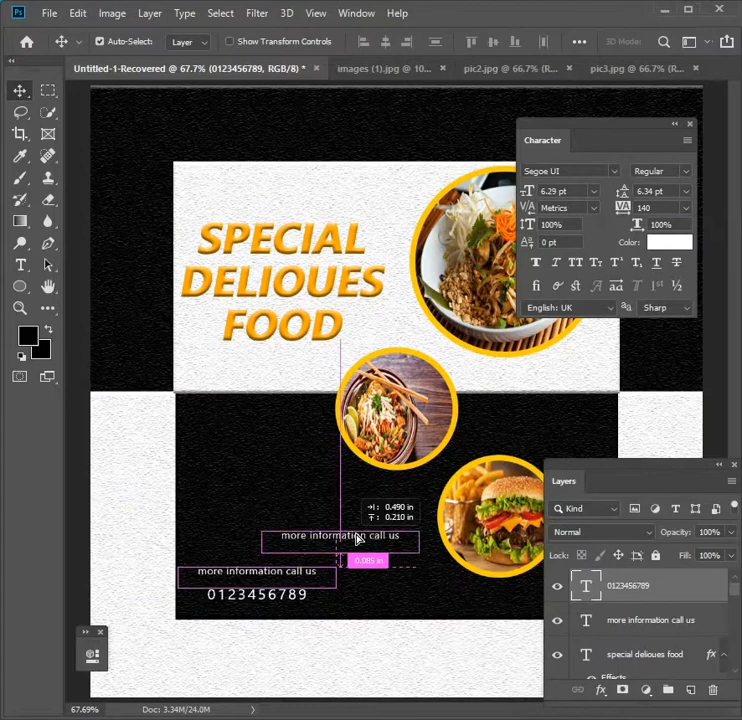 Ps File Edit Image Layer Type Select Filter 3D View Window Help
Auto-Select: Layer Show Transform Controls 3D Mode:
Untitled-1-Recovered @ 67.7% (0123456789, RGB/8) * × images (1).jpg @ 10... × pic2.jpg @ 66.7% (R... × pic3.jpg @ 66.7% (R... ×
Character
Segoe UI Regular
6.29 pt 6.34 pt
Metrics 140
100% 100%
0 pt Color:
English: UK Sharp
SPECIAL
DELIOUES
FOOD
0.490 in
0.210 in
more information call us
0.085 in
more information call us
0123456789
Layers
Kind
Normal Opacity: 100%
Lock: Fill: 100%
0123456789
more information call us
special delioues food fx
Effects
67.69% Doc: 3.34M/24.0M